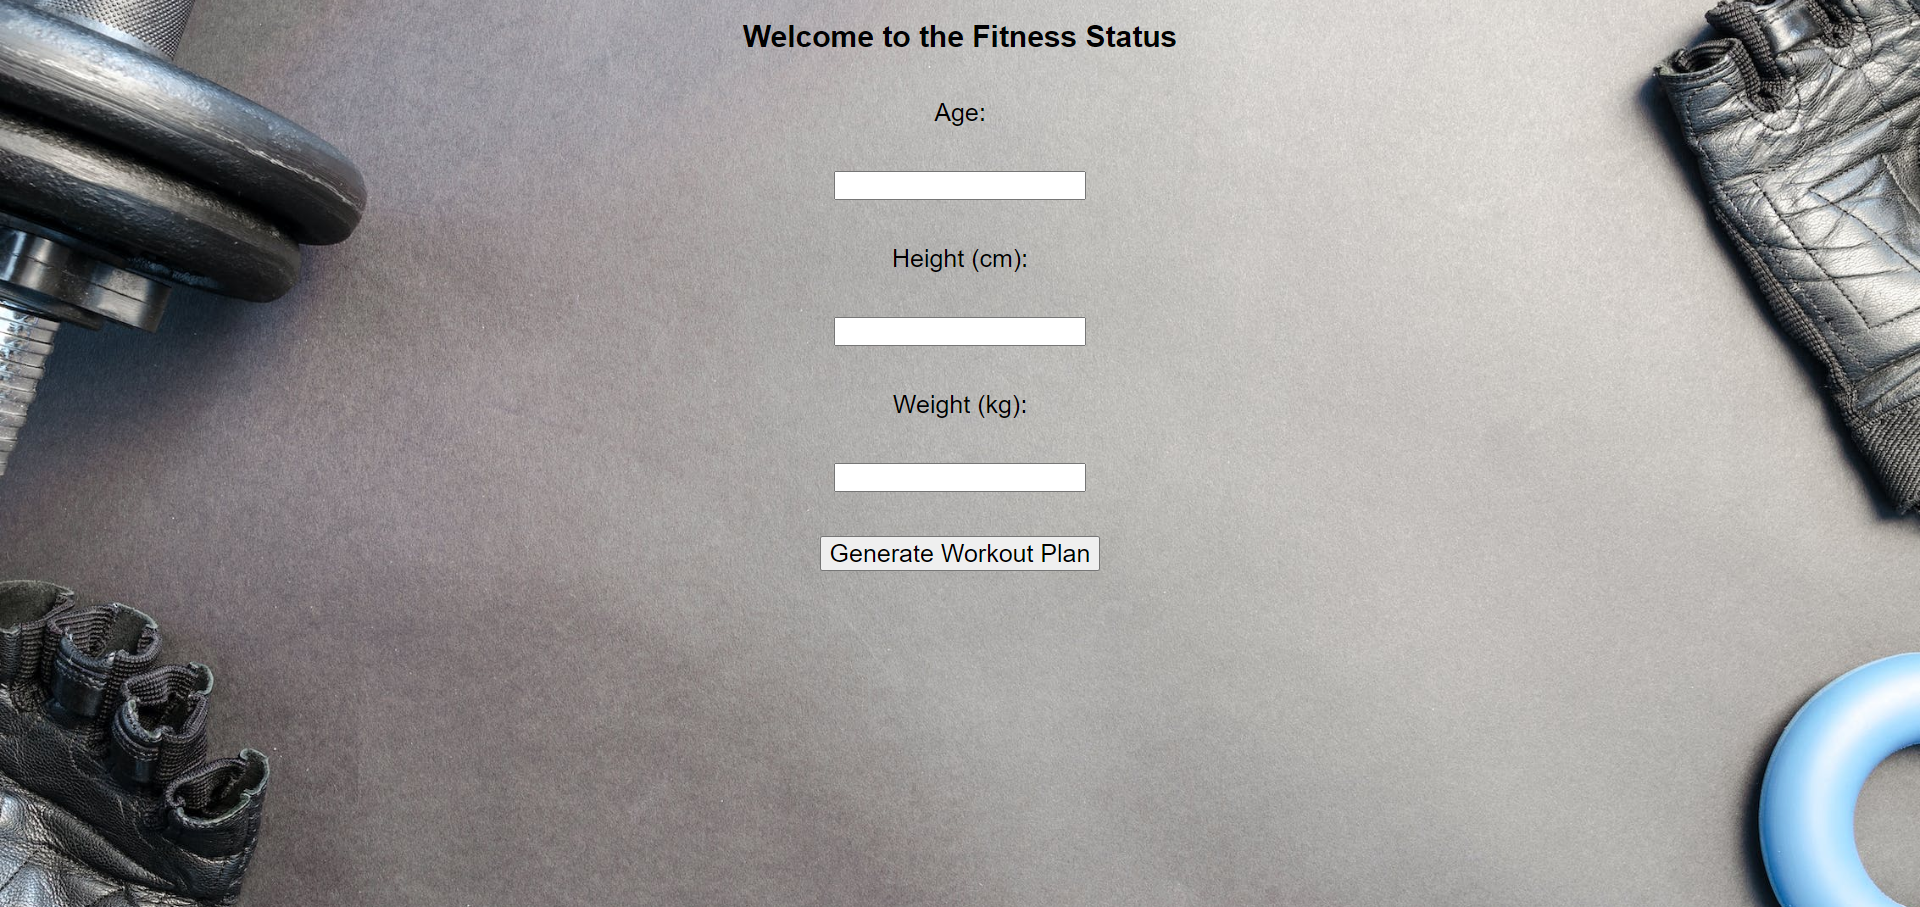 Welcome to the Fitness Status
Age:
Height (cm):
Weight (kg):
Generate Workout Plan